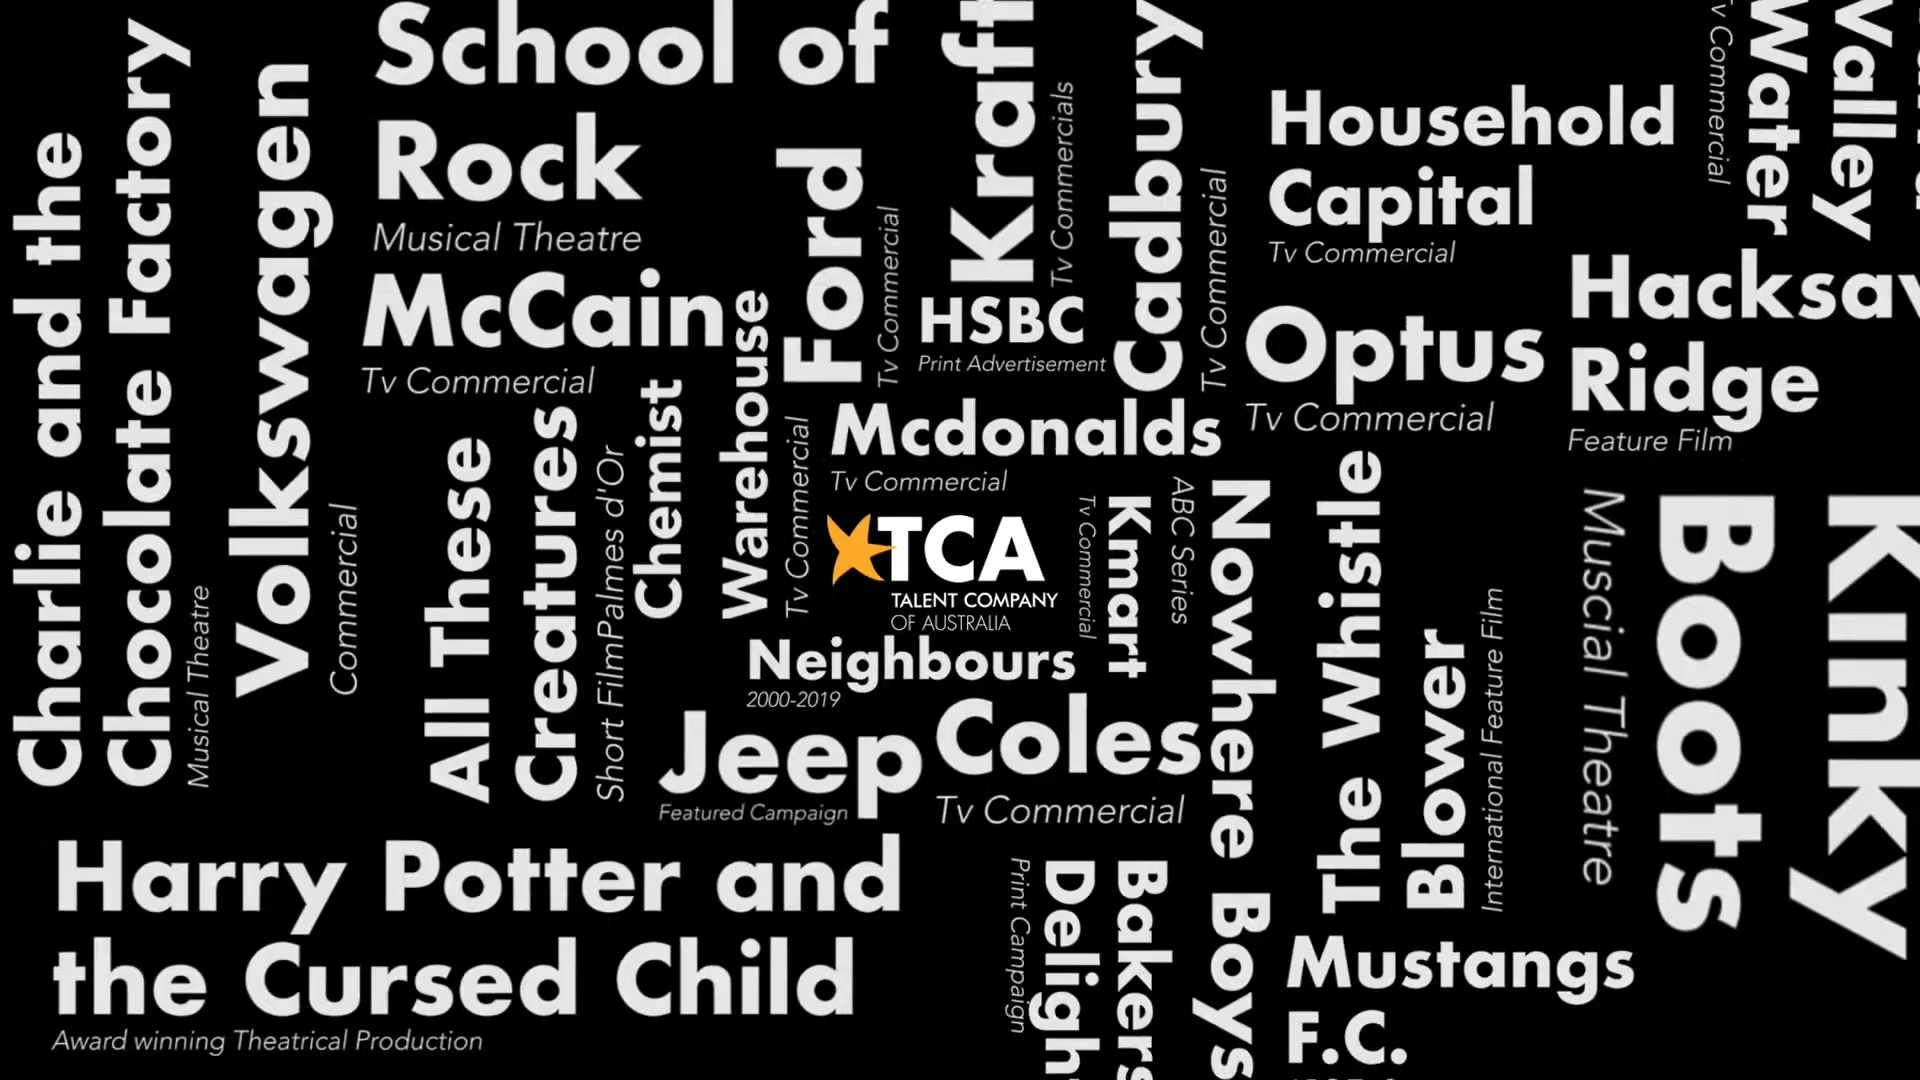 School of
Rock
Musical Theatre
McCain
Tv Commercial
Charlie and the
Chocolate Factory
Musical Theatre
Volkswagen
Commercial
Ford
Tv Commercial
Kraft
Tv Commercials
Cadbury
Tv Commercial
Household
Capital
Tv Commercial
Tv Commercial
Water
Valley
HSBC
Print Advertisement
Optus
Tv Commercial
Ridge
Feature Film
All These
Creatures
Short FilmPalmes d'Or
Chemist
Warehouse
Tv Commercial
Mcdonalds
Tv Commercial
TCA
TALENT COMPANY
OF AUSTRALIA
Kmart
Tv Commercial
Nowhere Boys
ABC Series
The Whistle
Blower
International Feature Film
Kinky
Boots
Muscial Theatre
Neighbours
2000-2019
Jeep
Featured Campaign
Coles
Tv Commercial
Harry Potter and
the Cursed Child
Award winning Theatrical Production
Bakers
Deligh
Print Campaign
Mustangs
F.C.